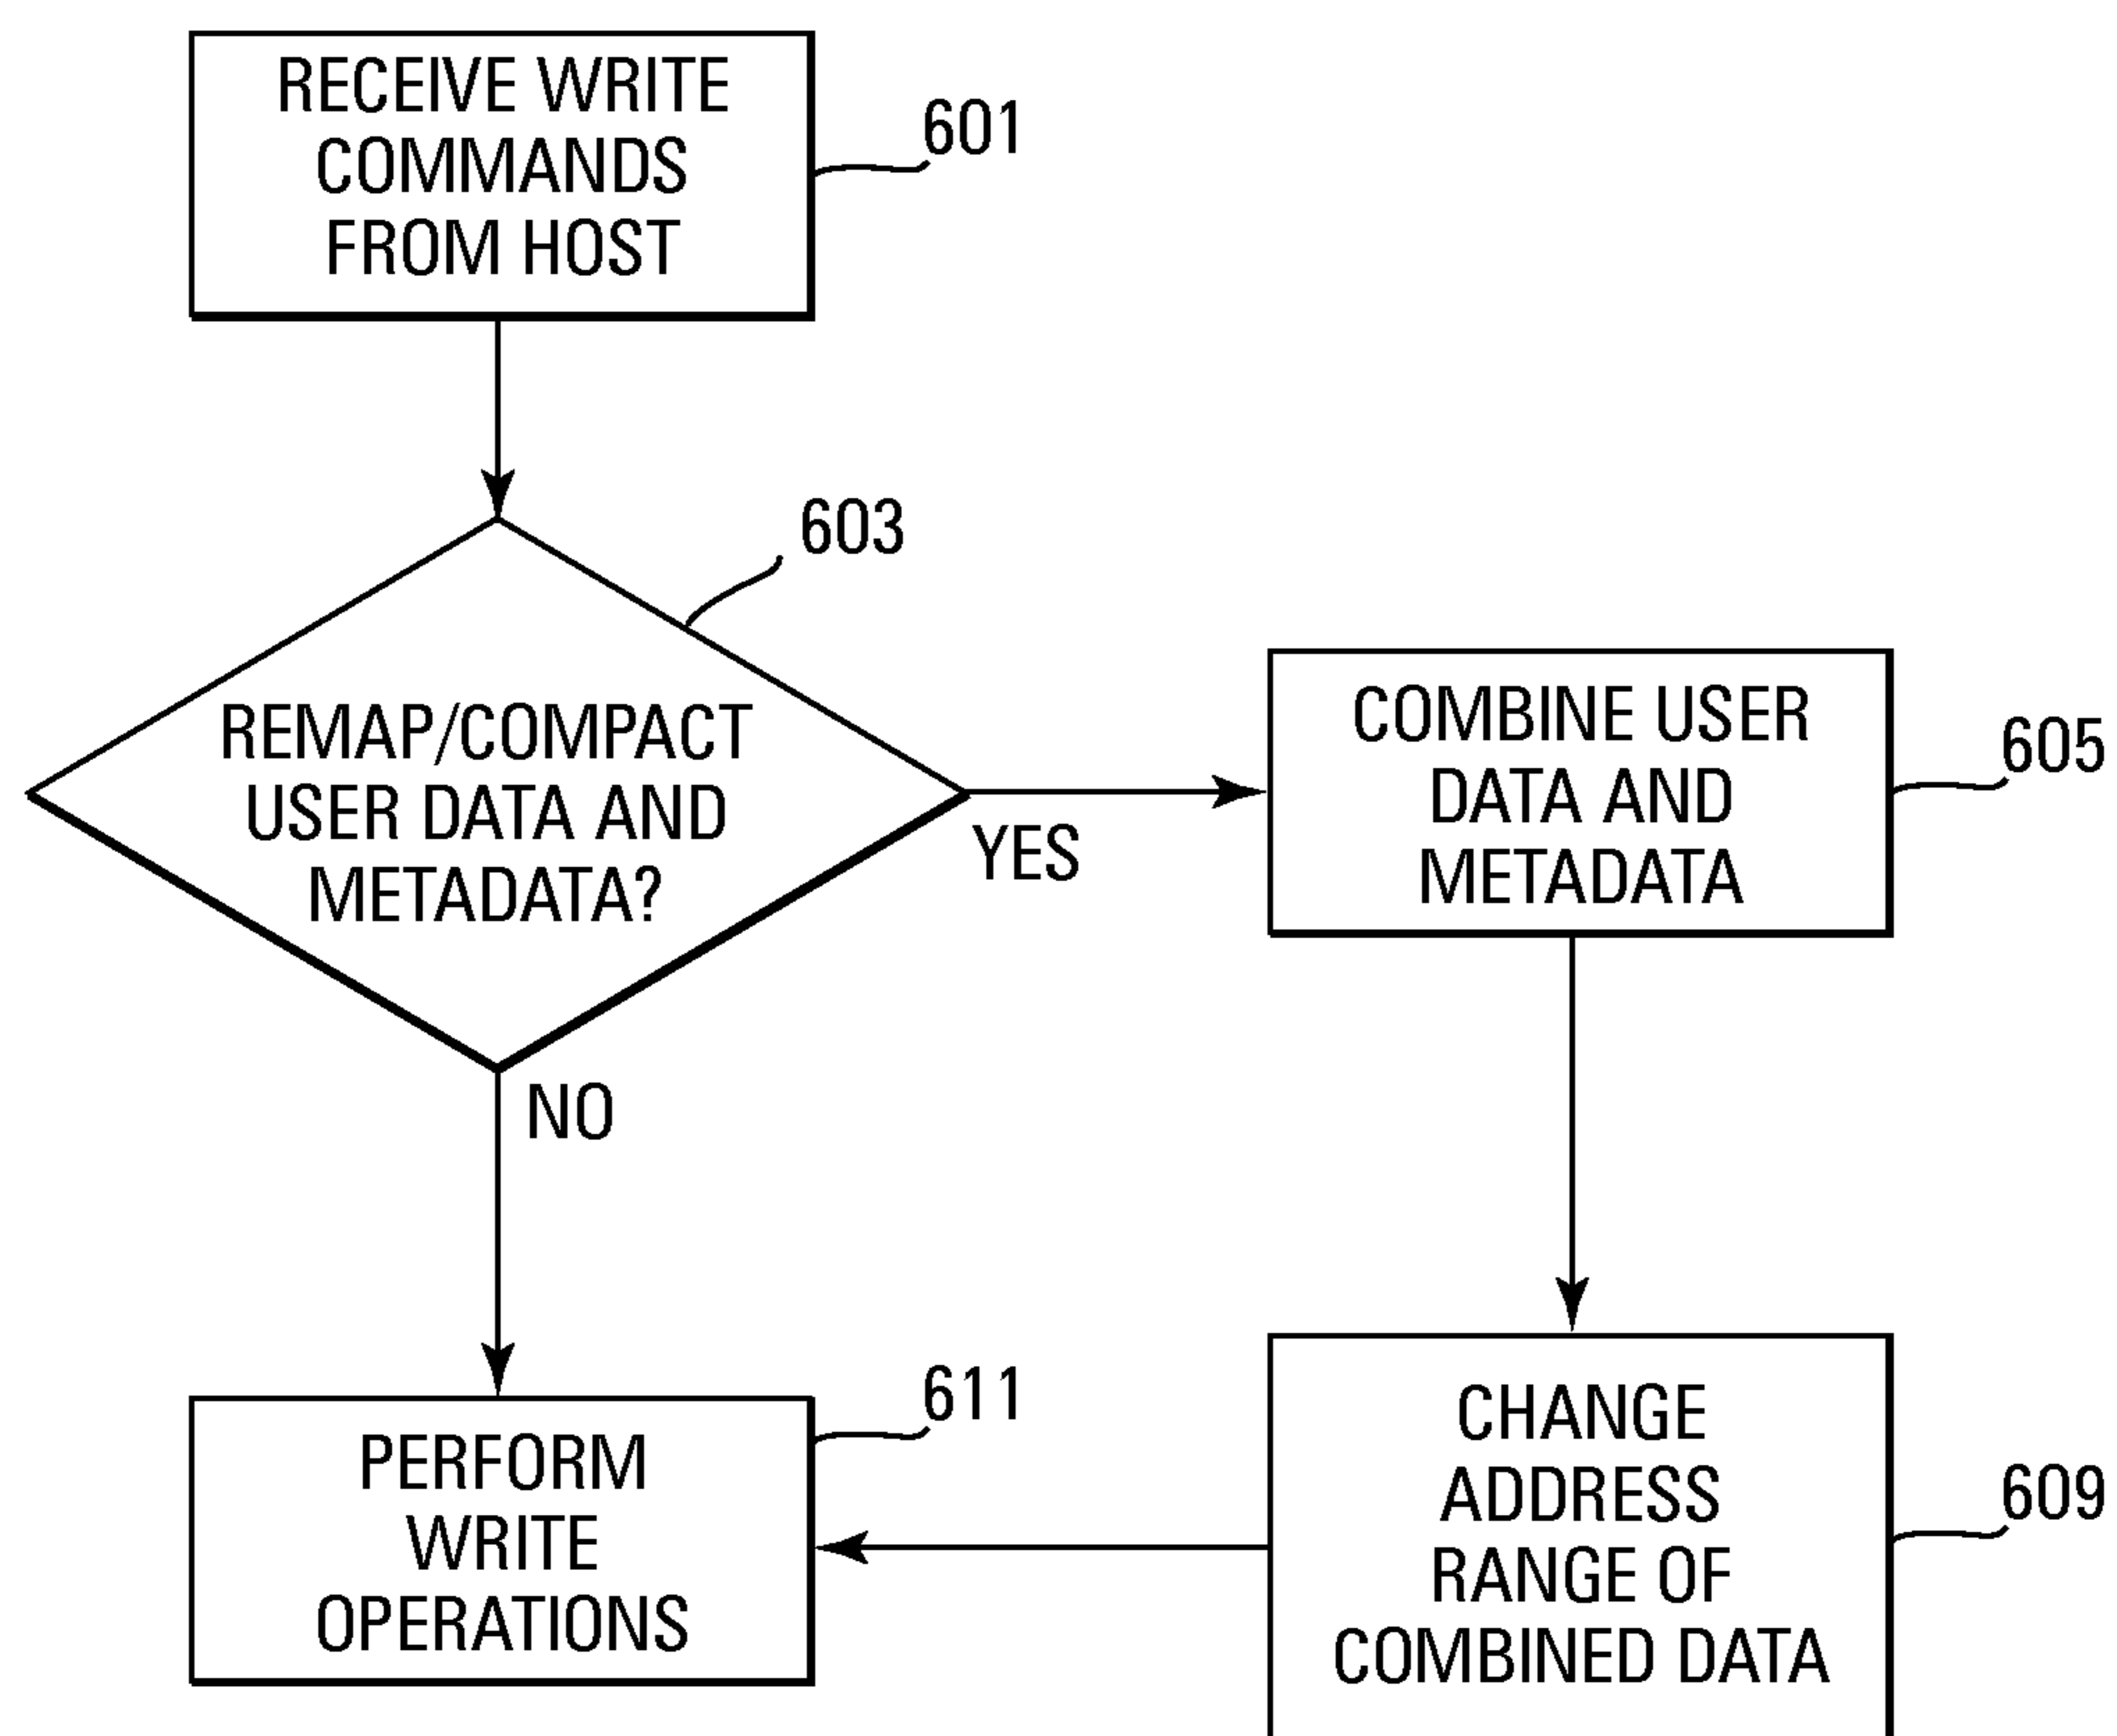 RECEIVE WRITE
COMMANDS
FROM HOST
601
603
REMAP/COMPACT
USER DATA AND
METADATA?
YES
NO
COMBINE USER
DATA AND
METADATA
605
CHANGE
ADDRESS
RANGE OF
COMBINED DATA
609
PERFORM
WRITE
OPERATIONS
611